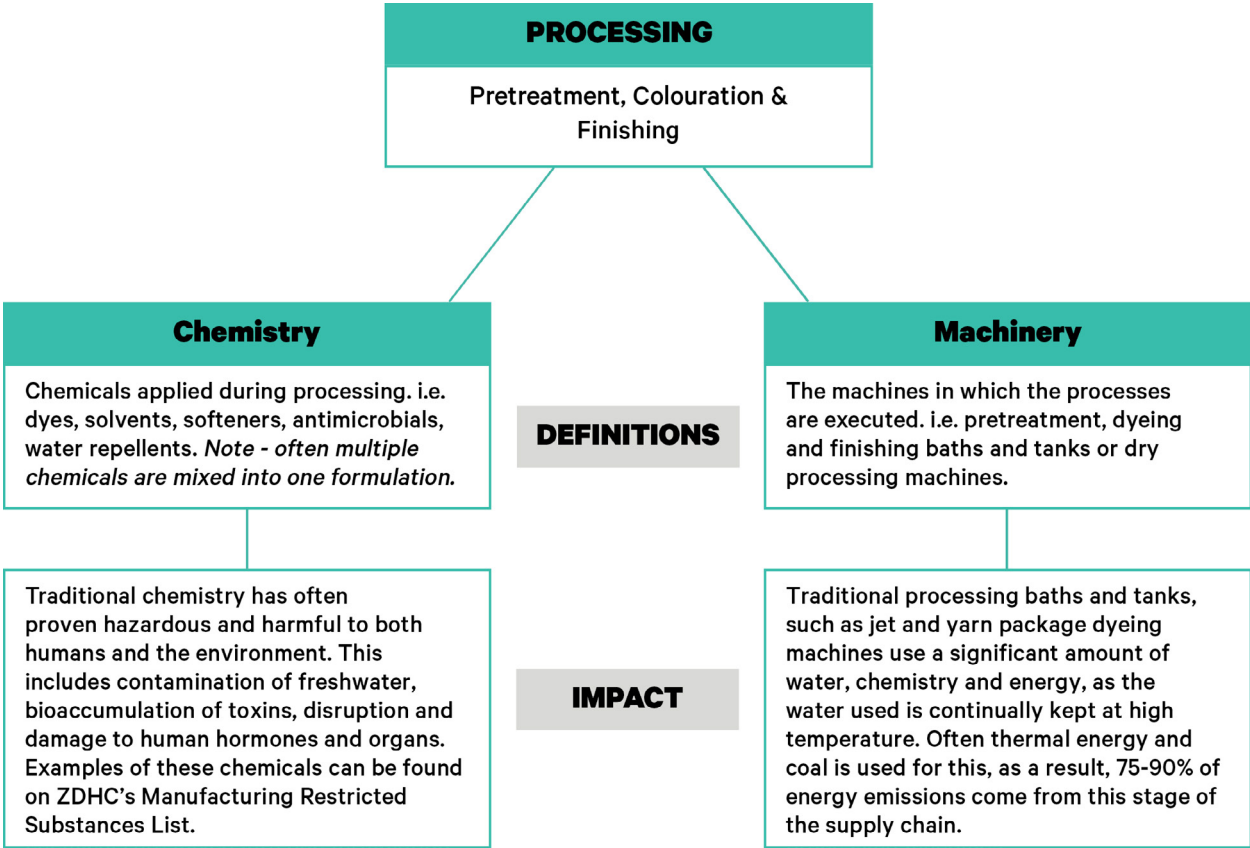 PROCESSING
Pretreatment, Colouration &
Finishing
Chemistry
Chemicals applied during processing. i.e.
dyes, solvents, softeners, antimicrobials,
water repellents. Note - often multiple
chemicals are mixed into one formulation.
DEFINITIONS
Machinery
The machines in which the processes
are executed. i.e. pretreatment, dyeing
and finishing baths and tanks or dry
processing machines.
Traditional chemistry has often
proven hazardous and harmful to both
humans and the environment. This
includes contamination of freshwater,
bioaccumulation of toxins, disruption and
damage to human hormones and organs.
Examples of these chemicals can be found
on ZDHC’s Manufacturing Restricted
Substances List.
IMPACT
Traditional processing baths and tanks,
such as jet and yarn package dyeing
machines use a significant amount of
water, chemistry and energy, as the
water used is continually kept at high
temperature. Often thermal energy and
coal is used for this, as a result, 75-90% of
energy emissions come from this stage of
the supply chain.